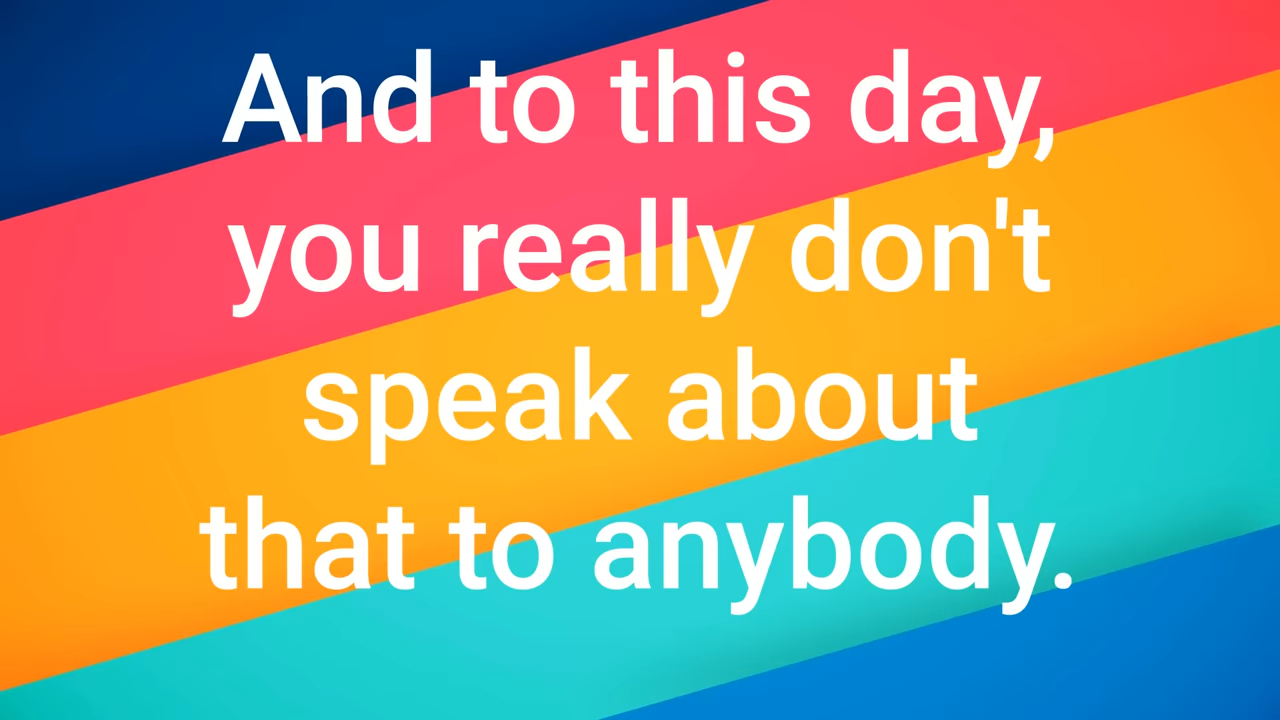 And to this day,
you really don't
speak about
that to anybody.